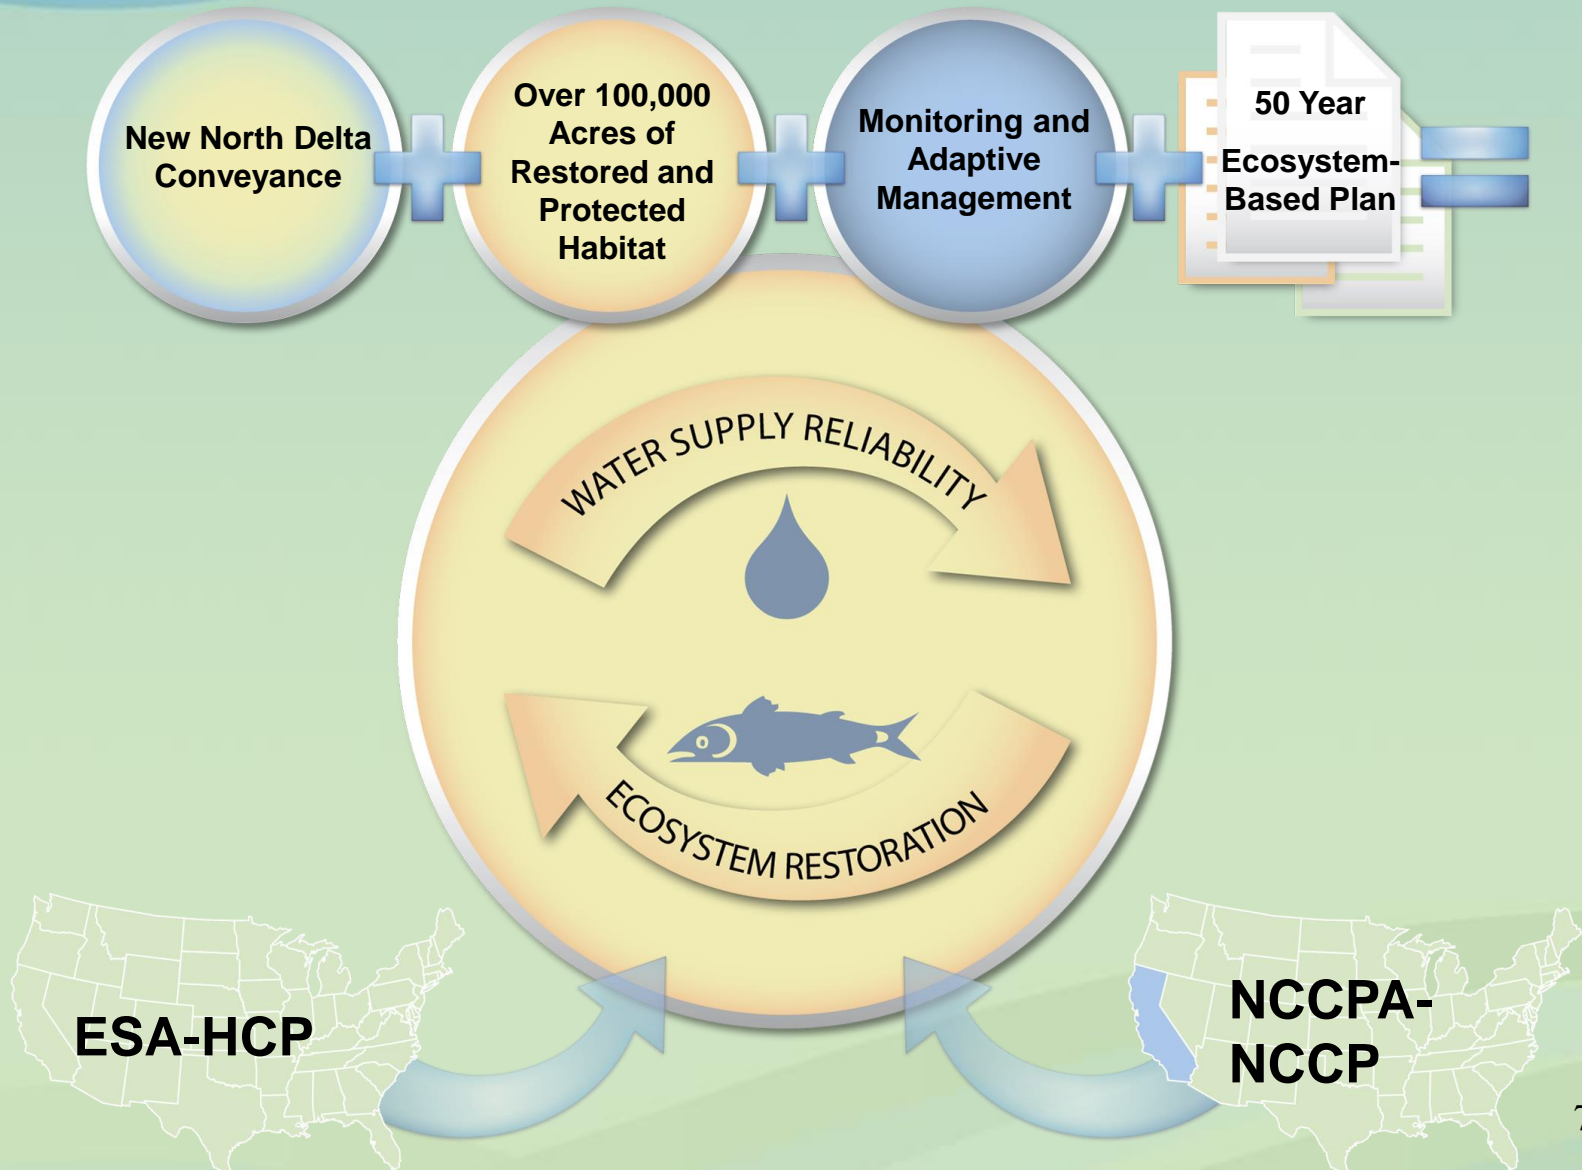 New North Delta
Conveyance
Over 100,000
Acres of
Restored and
Protected
Habitat
Monitoring and
Adaptive
Management
50 Year
Ecosystem-
Based Plan
WATER SUPPLY RELIABILITY
ECOSYSTEM RESTORATION
ESA-HCP
NCCPA-
NCCP
7